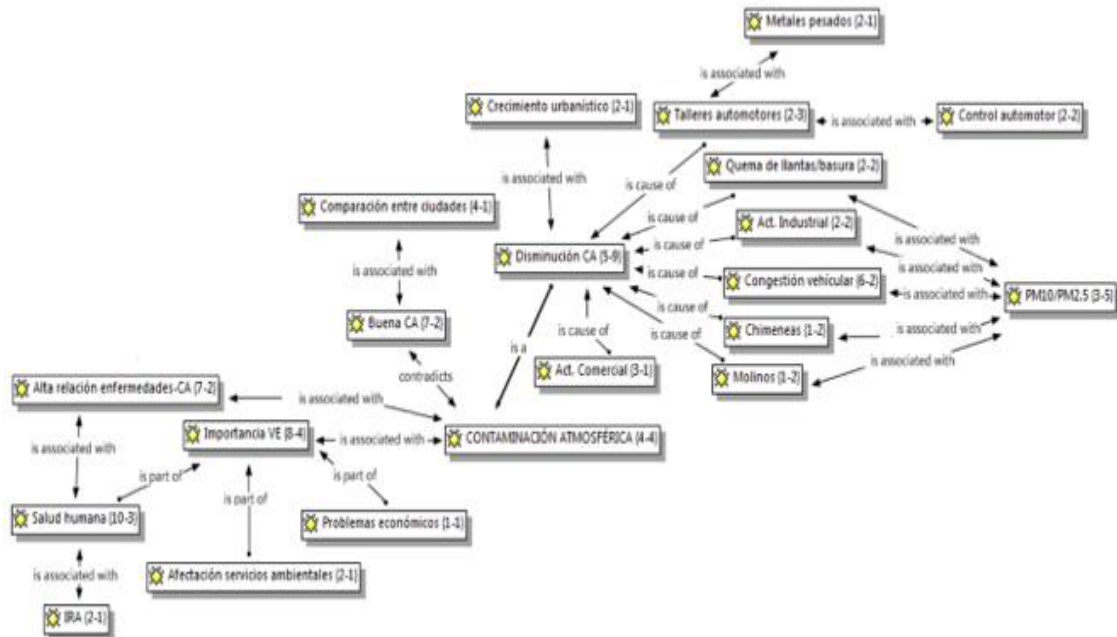 Metales pesados (2-1)
is associated with
Crecimiento urbanístico (2-1)
Talleres automotores (2-3)
is associated with
Control automotor (2-2)
Quema de llantas/basura (2-2)
is associated with
is cause of
Comparación entre ciudades (4-1)
Act. Industrial (2-2)
is cause of
is associated with
Disminución CA (5-9)
is cause of
is associated with
is associated with
is cause of
Congestión vehícular (6-2)
is associated with
PM10/PM2.5 (3-5)
Buena CA (7-2)
is cause of
is cause of
Chimeneas (1-2)
is associated with
is a
is cause of
contradicts
Act. Comercial (3-1)
Molinos (1-2)
is associated with
Alta relación enfermedades-CA (7-2)
is associated with
Importancia VE (8-4)
is associated with
CONTAMINACIÓN ATMOSFÉRICA (4-4)
is associated with
is part of
is part of
is part of
Salud humana (10-3)
Problemas económicos (1-1)
is associated with
Afectación servicios ambientales (2-1)
IRA (2-1)